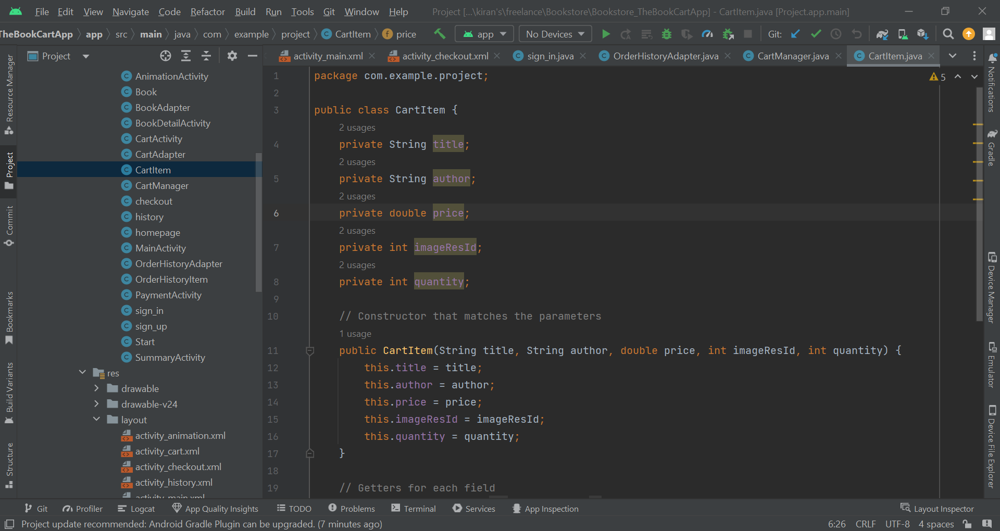 File Edit View Navigate Code Refactor Build Run Tools Git Window Help Project [...\kiran's\freelance\Bookstore\Bookstore_TheBookCartApp] - CartItem.java [Project.app.main]
TheBookCartApp app src main java com example project CartItem price app No Devices Git:
Project
activity_main.xml activity_checkout.xml sign_in.java OrderHistoryAdapter.java CartManager.java CartItem.java
Resource Manager
Project
Commit
Bookmarks
Build Variants
Structure
AnimationActivity
Book
BookAdapter
BookDetailActivity
CartActivity
CartAdapter
CartItem
CartManager
checkout
history
homepage
MainActivity
OrderHistoryAdapter
OrderHistoryItem
PaymentActivity
sign_in
sign_up
Start
SummaryActivity
res
drawable
drawable-v24
layout
activity_animation.xml
activity_cart.xml
activity_checkout.xml
activity_history.xml
activity_main.xml
5
1 package com.example.project;
2
3 public class CartItem {
2 usages
4 private String title;
2 usages
5 private String author;
2 usages
6 private double price;
2 usages
7 private int imageResId;
2 usages
8 private int quantity;
9
10 // Constructor that matches the parameters
1 usage
11 public CartItem(String title, String author, double price, int imageResId, int quantity) {
12 this.title = title;
13 this.author = author;
14 this.price = price;
15 this.imageResId = imageResId;
16 this.quantity = quantity;
17 }
18
19 // Getters for each field
Notifications
Gradle
Device Manager
Emulator
Device File Explorer
Git Profiler Logcat App Quality Insights TODO Problems Terminal Services App Inspection Layout Inspector
Project update recommended: Android Gradle Plugin can be upgraded. (7 minutes ago) 6:26 CRLF UTF-8 4 spaces